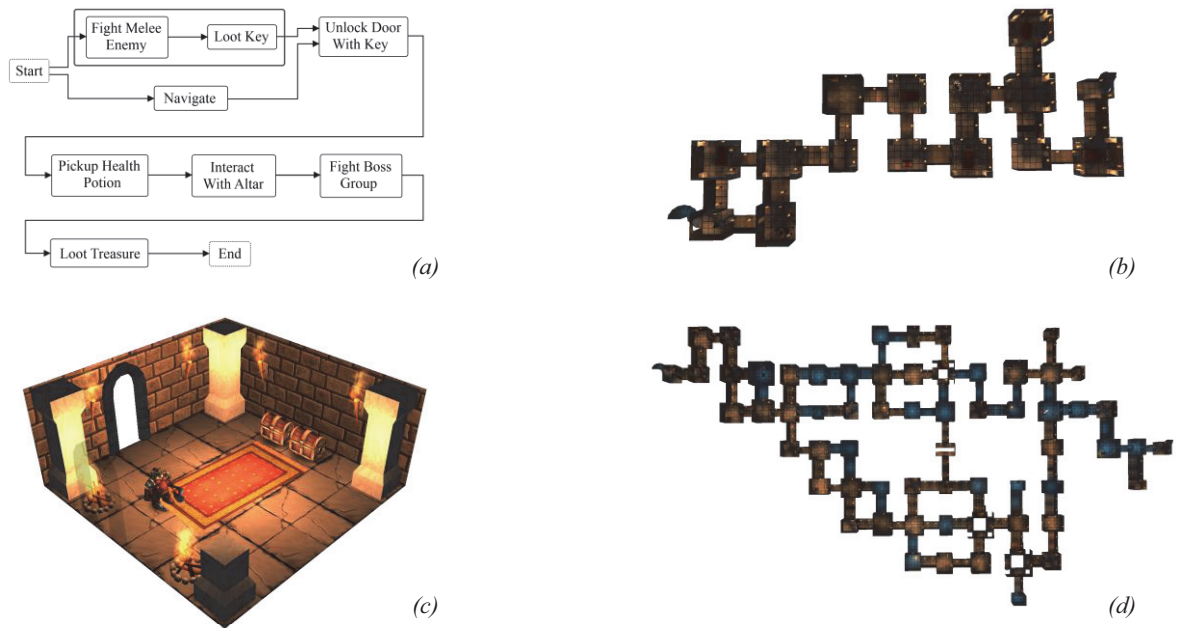 Fight Melee
Enemy
Loot Key
Unlock Door
With Key
Start
Navigate
Pickup Health
Potion
Interact
With Altar
Fight Boss
Group
Loot Treasure
End
(a)
(b)
(c)
(d)